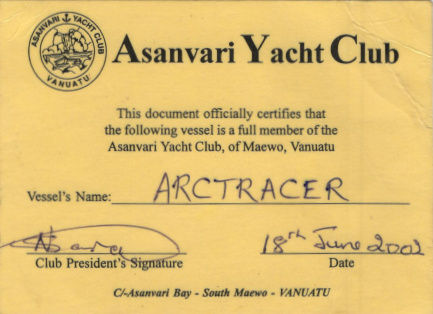 ASANVARI YACHT CLUB
VANUATU
Asanvari Yacht Club
This document officially certifies that
the following vessel is a full member of the
Asanvari Yacht Club, of Maewo, Vanuatu
Vessel's Name: ARCTRACER
18th June 2002
Club President's Signature Date
C/-Asanvari Bay - South Maewo - VANUATU